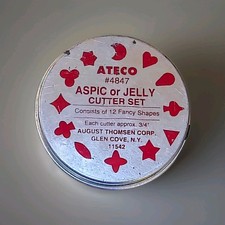 ATECO
#4847
ASPIC or JELLY
CUTTER SET
Consists of 12 Fancy Shapes
Each cutter approx. 3/4"
AUGUST THOMSEN CORP.
GLEN COVE, N.Y.
11542